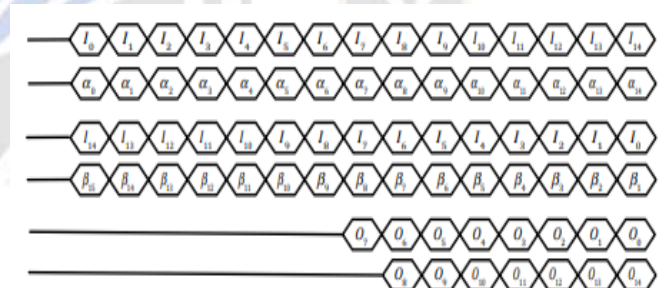 I₀ I₁ I₂ I₃ I₄ I₅ I₆ I₇ I₈ I₉ I₁₀ I₁₁ I₁₂ I₁₃ I₁₄
α₀ α₁ α₂ α₃ α₄ α₅ α₆ α₇ α₈ α₉ α₁₀ α₁₁ α₁₂ α₁₃ α₁₄
I₁₄ I₁₃ I₁₂ I₁₁ I₁₀ I₉ I₈ I₇ I₆ I₅ I₄ I₃ I₂ I₁ I₀
β₁₅ β₁₄ β₁₃ β₁₂ β₁₁ β₁₀ β₉ β₈ β₇ β₆ β₅ β₄ β₃ β₂ β₁
O₇ O₆ O₅ O₄ O₃ O₂ O₁ O₀
O₈ O₉ O₁₀ O₁₁ O₁₂ O₁₃ O₁₄